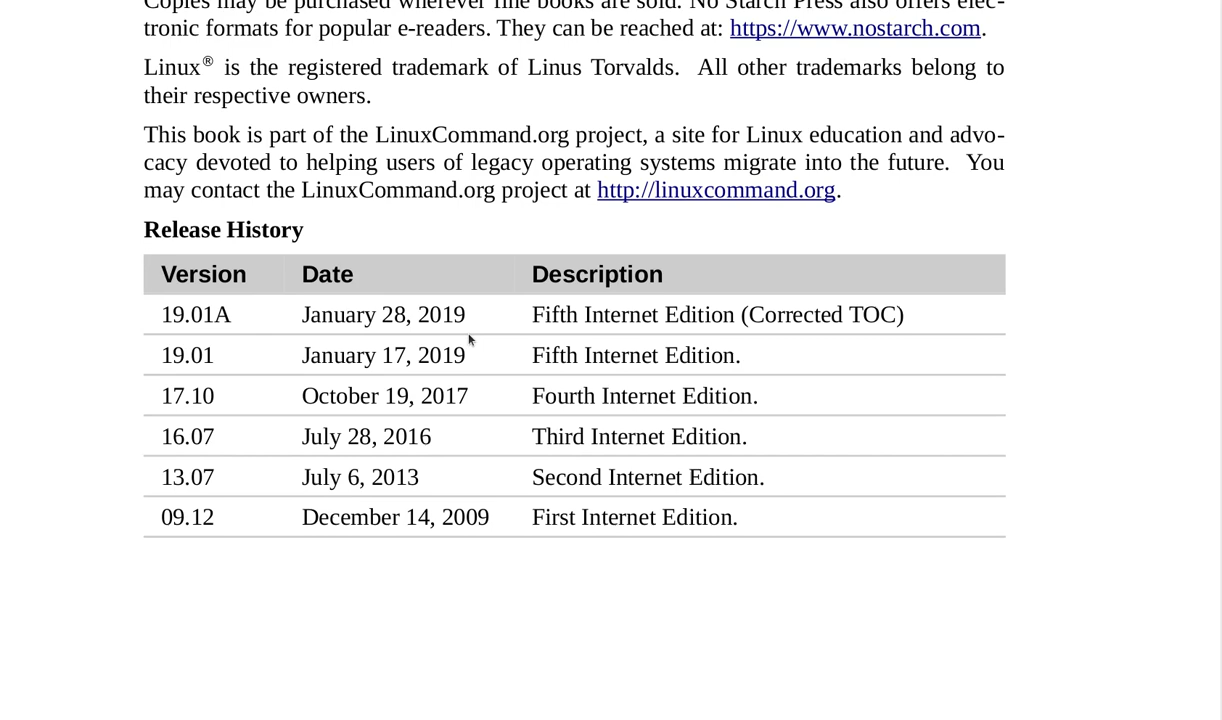 Copies may be purchased wherever fine books are sold. No Starch Press also offers elec-
tronic formats for popular e-readers. They can be reached at: https://www.nostarch.com.
Linux® is the registered trademark of Linus Torvalds.  All other trademarks belong to
their respective owners.
This book is part of the LinuxCommand.org project, a site for Linux education and advo-
cacy devoted to helping users of legacy operating systems migrate into the future.  You
may contact the LinuxCommand.org project at http://linuxcommand.org.
Release History
Version Date Description
19.01A January 28, 2019 Fifth Internet Edition (Corrected TOC)
19.01 January 17, 2019 Fifth Internet Edition.
17.10 October 19, 2017 Fourth Internet Edition.
16.07 July 28, 2016 Third Internet Edition.
13.07 July 6, 2013 Second Internet Edition.
09.12 December 14, 2009 First Internet Edition.